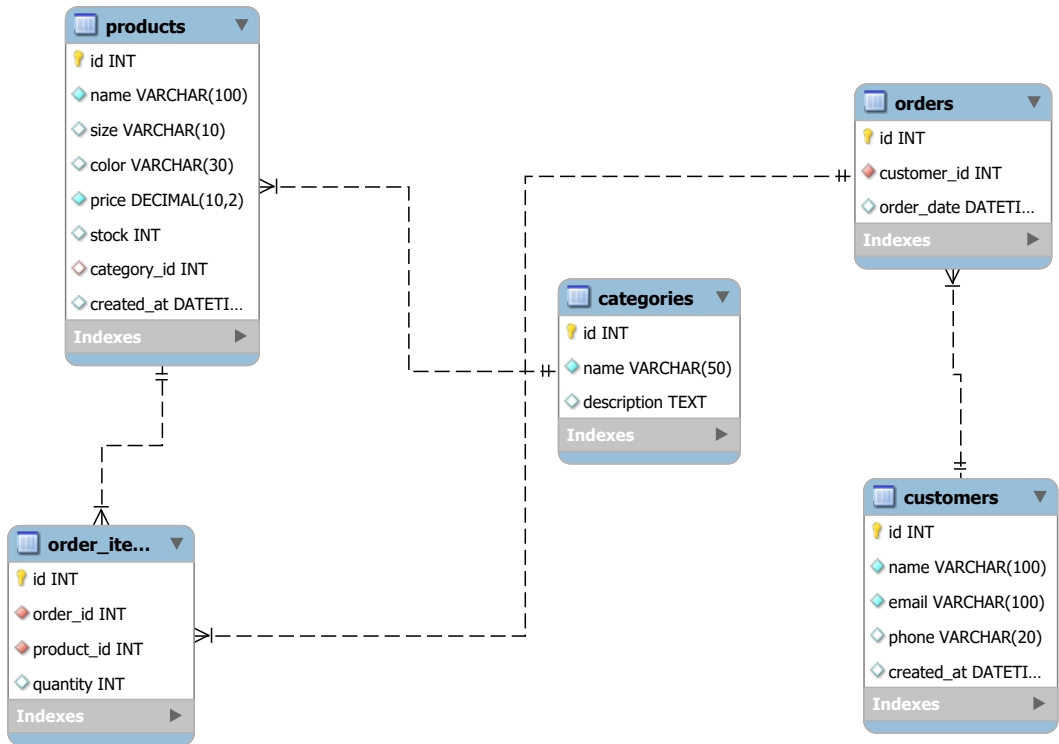 products
id INT
name VARCHAR(100)
size VARCHAR(10)
color VARCHAR(30)
price DECIMAL(10,2)
stock INT
category_id INT
created_at DATETI...
Indexes
orders
id INT
customer_id INT
order_date DATETI...
Indexes
categories
id INT
name VARCHAR(50)
description TEXT
Indexes
order_ite...
id INT
order_id INT
product_id INT
quantity INT
Indexes
customers
id INT
name VARCHAR(100)
email VARCHAR(100)
phone VARCHAR(20)
created_at DATETI...
Indexes